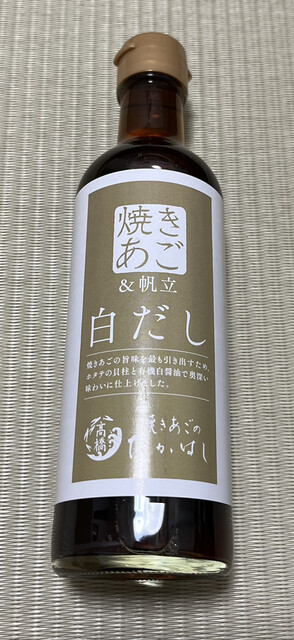 焼き
あご
&帆立
白だし
焼きあごの旨味を最も引き出すため、
ホタテの貝柱と有機白醤油で奥深い
味わいに仕上げました。
高橋
焼きあごの
たかはし